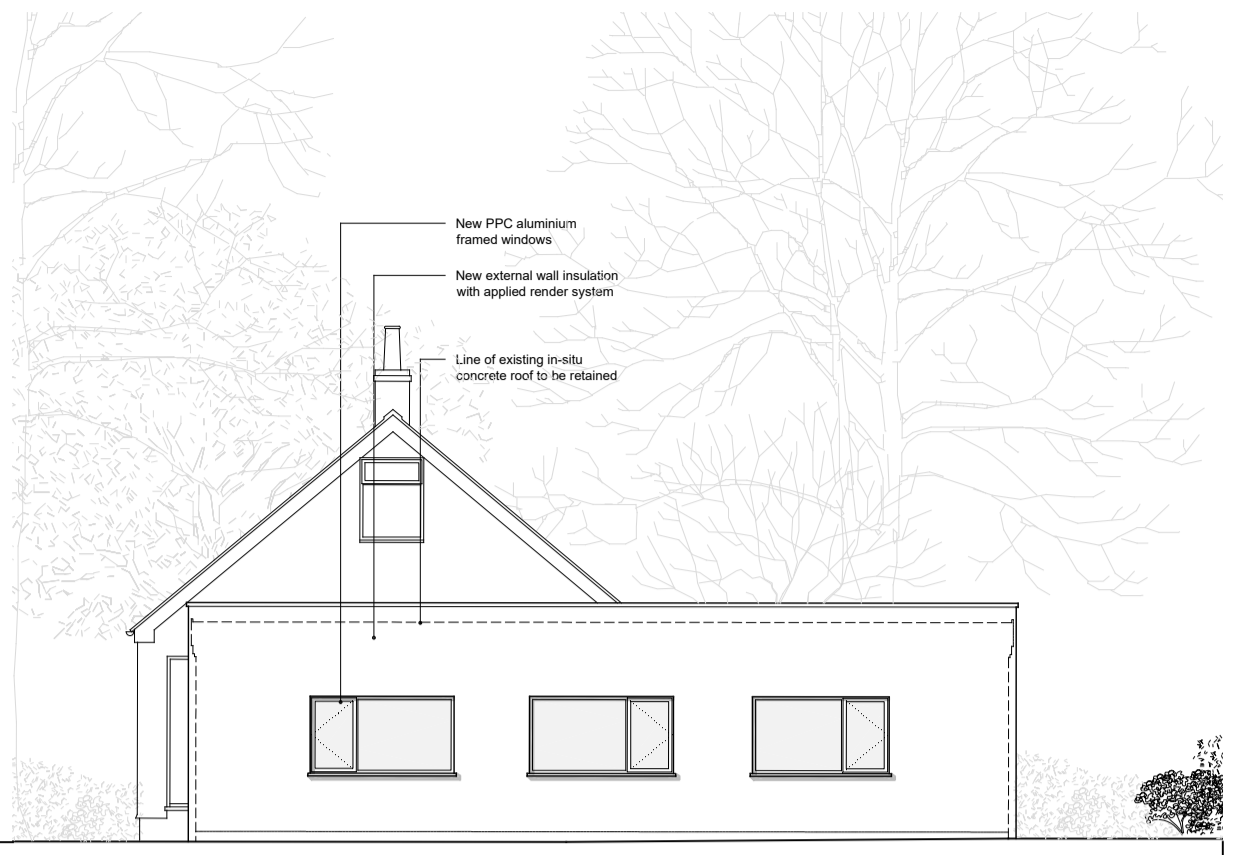 New PPC aluminium
framed windows
New external wall insulation
with applied render system
Line of existing in-situ
concrete roof to be retained